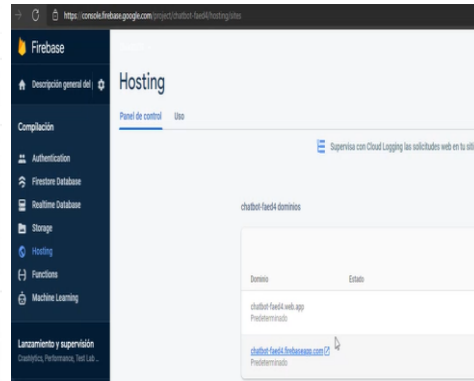 https://console.firebase.google.com/project/chatbot-faed4/hosting/sites
Firebase
Descripción general del
Hosting
Panel de control Uso
Compilación
Supervisa con Cloud Logging las solicitudes web en tu siti
Authentication
Firestore Database
Realtime Database
Storage
Hosting
Functions
Machine Learning
chatbot-faed4 dominios
Dominio Estado
chatbot-faed4.web.app
Predeterminado
chatbot-faed4.firebaseapp.com
Predeterminado
Lanzamiento y supervisión
Crashlytics, Performance, Test Lab ...